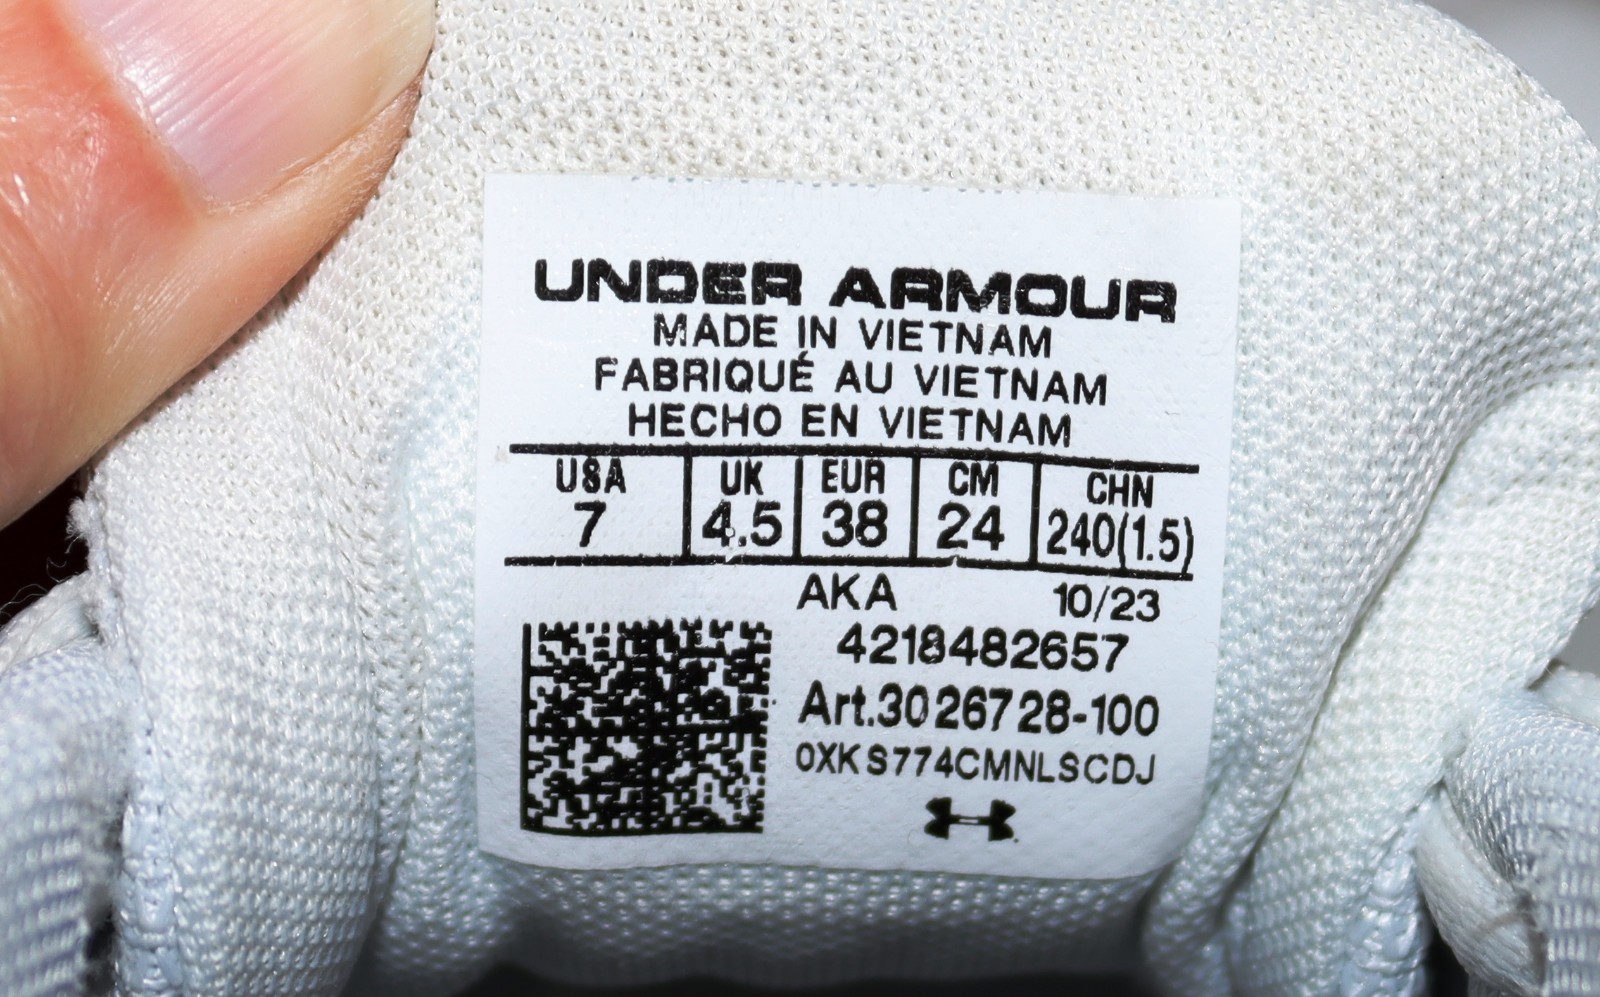 UNDER ARMOUR
MADE IN VIETNAM
FABRIQUÉ AU VIETNAM
HECHO EN VIETNAM
USA UK EUR CM CHN
7 4.5 38 24 240(1.5)
AKA 10/23
4218482657
Art.3026728-100
0XKS774CMNLSCDJ